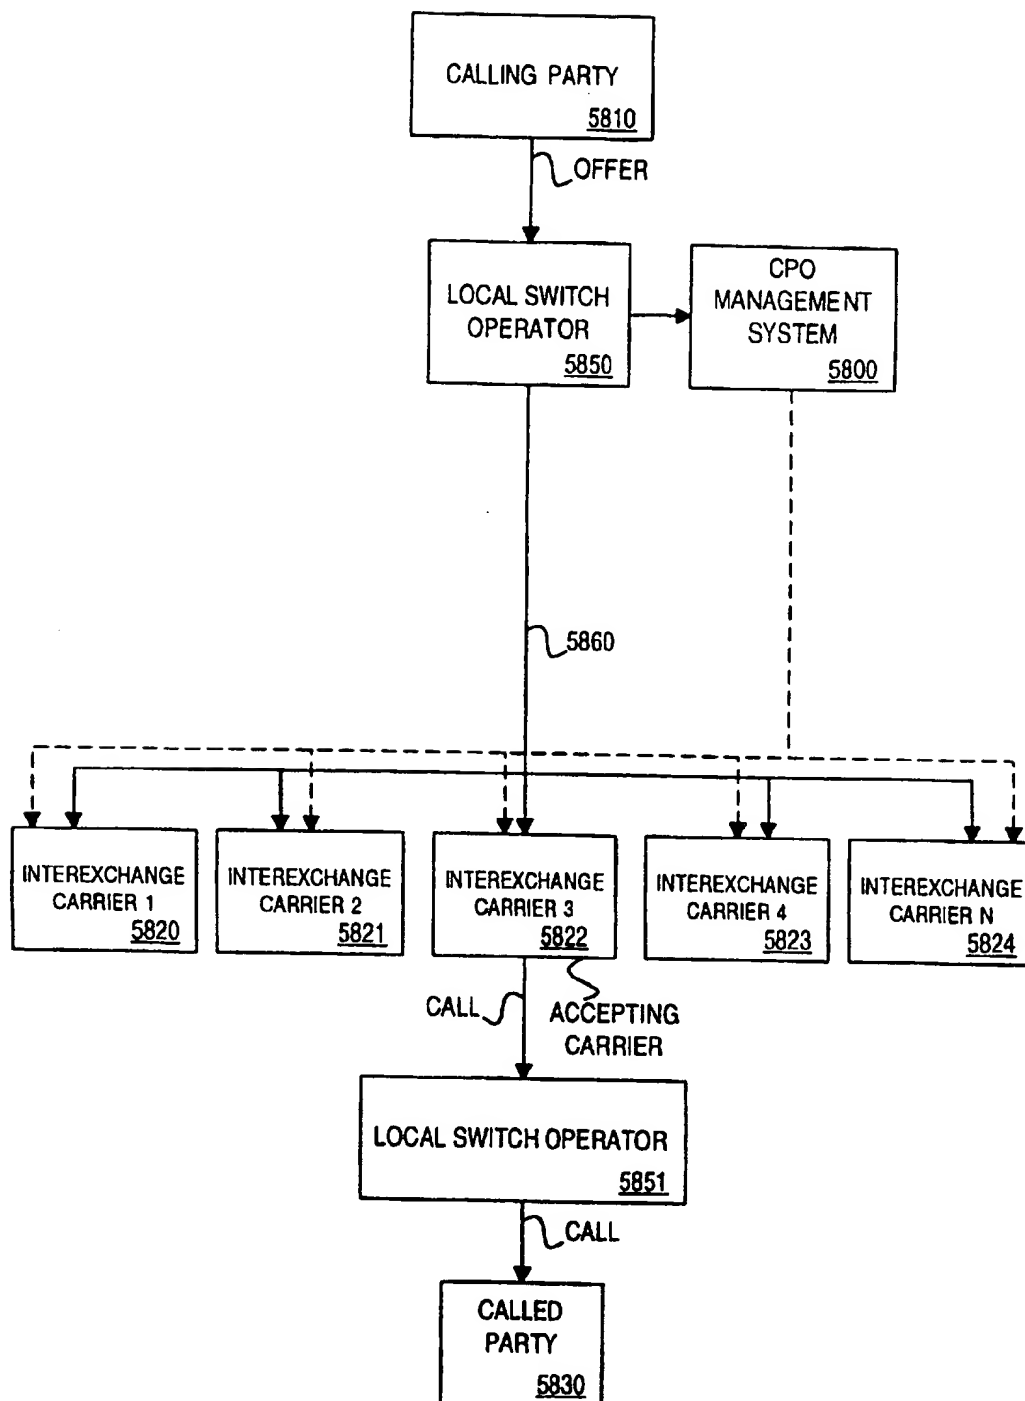 CALLING PARTY
5810
OFFER
LOCAL SWITCH
OPERATOR
5850
CPO
MANAGEMENT
SYSTEM
5800
5860
INTEREXCHANGE
CARRIER 1
5820
INTEREXCHANGE
CARRIER 2
5821
INTEREXCHANGE
CARRIER 3
5822
INTEREXCHANGE
CARRIER 4
5823
INTEREXCHANGE
CARRIER N
5824
CALL
ACCEPTING
CARRIER
LOCAL SWITCH OPERATOR
5851
CALL
CALLED
PARTY
5830